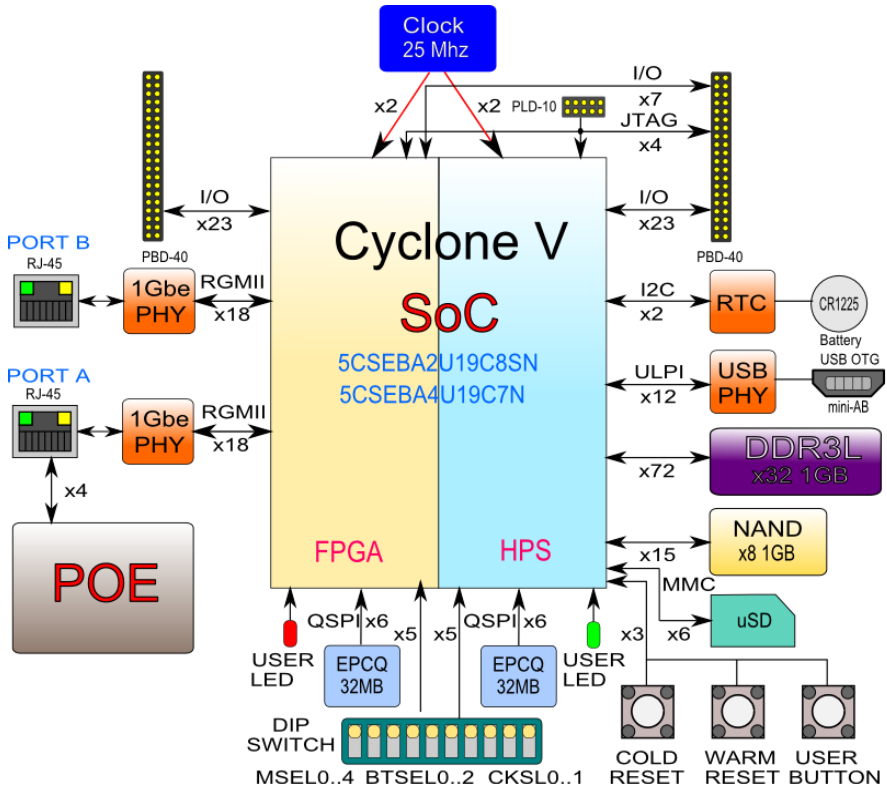 Clock
25 Mhz
x2
x2
PLD-10
I/O
x7
JTAG
x4
I/O
x23
I/O
x23
PBD-40
PBD-40
Cyclone V
SoC
5CSEBA2U19C8SN
5CSEBA4U19C7N
FPGA
HPS
PORT B
RJ-45
1Gbe
PHY
RGMII
x18
PORT A
RJ-45
1Gbe
PHY
RGMII
x18
x4
POE
I2C
x2
RTC
CR1225
Battery
ULPI
x12
USB
PHY
USB OTG
mini-AB
x72
DDR3L
x32 1GB
x15
NAND
x8 1GB
MMC
x6
uSD
x3
USER
LED
QSPI
x6
EPCQ
32MB
x5
x5
QSPI
x6
EPCQ
32MB
USER
LED
DIP
SWITCH
MSEL0..4 BTSEL0..2 CKSL0..1
COLD
RESET
WARM
RESET
USER
BUTTON